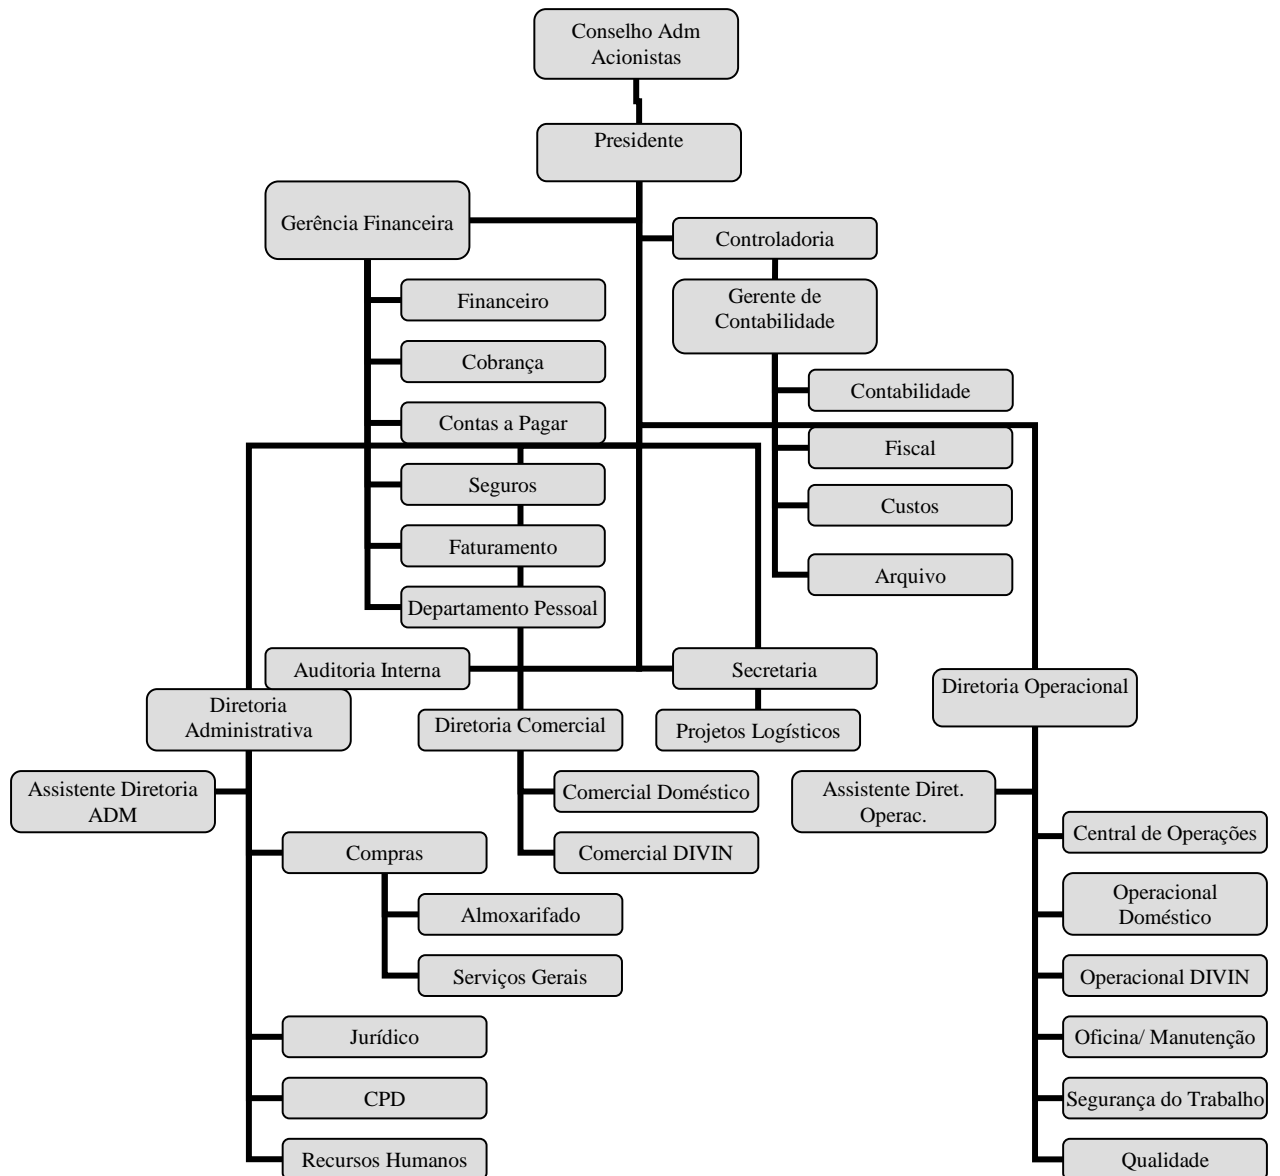 Conselho Adm
Acionistas
Presidente
Gerência Financeira
Controladoria
Financeiro
Gerente de
Contabilidade
Cobrança
Contabilidade
Contas a Pagar
Fiscal
Seguros
Custos
Faturamento
Arquivo
Departamento Pessoal
Auditoria Interna
Secretaria
Diretoria
Administrativa
Diretoria Comercial
Projetos Logísticos
Diretoria Operacional
Assistente Diretoria
ADM
Comercial Doméstico
Assistente Diret.
Operac.
Central de Operações
Compras
Comercial DIVIN
Operacional
Doméstico
Almoxarifado
Serviços Gerais
Operacional DIVIN
Jurídico
Oficina/ Manutenção
CPD
Segurança do Trabalho
Recursos Humanos
Qualidade